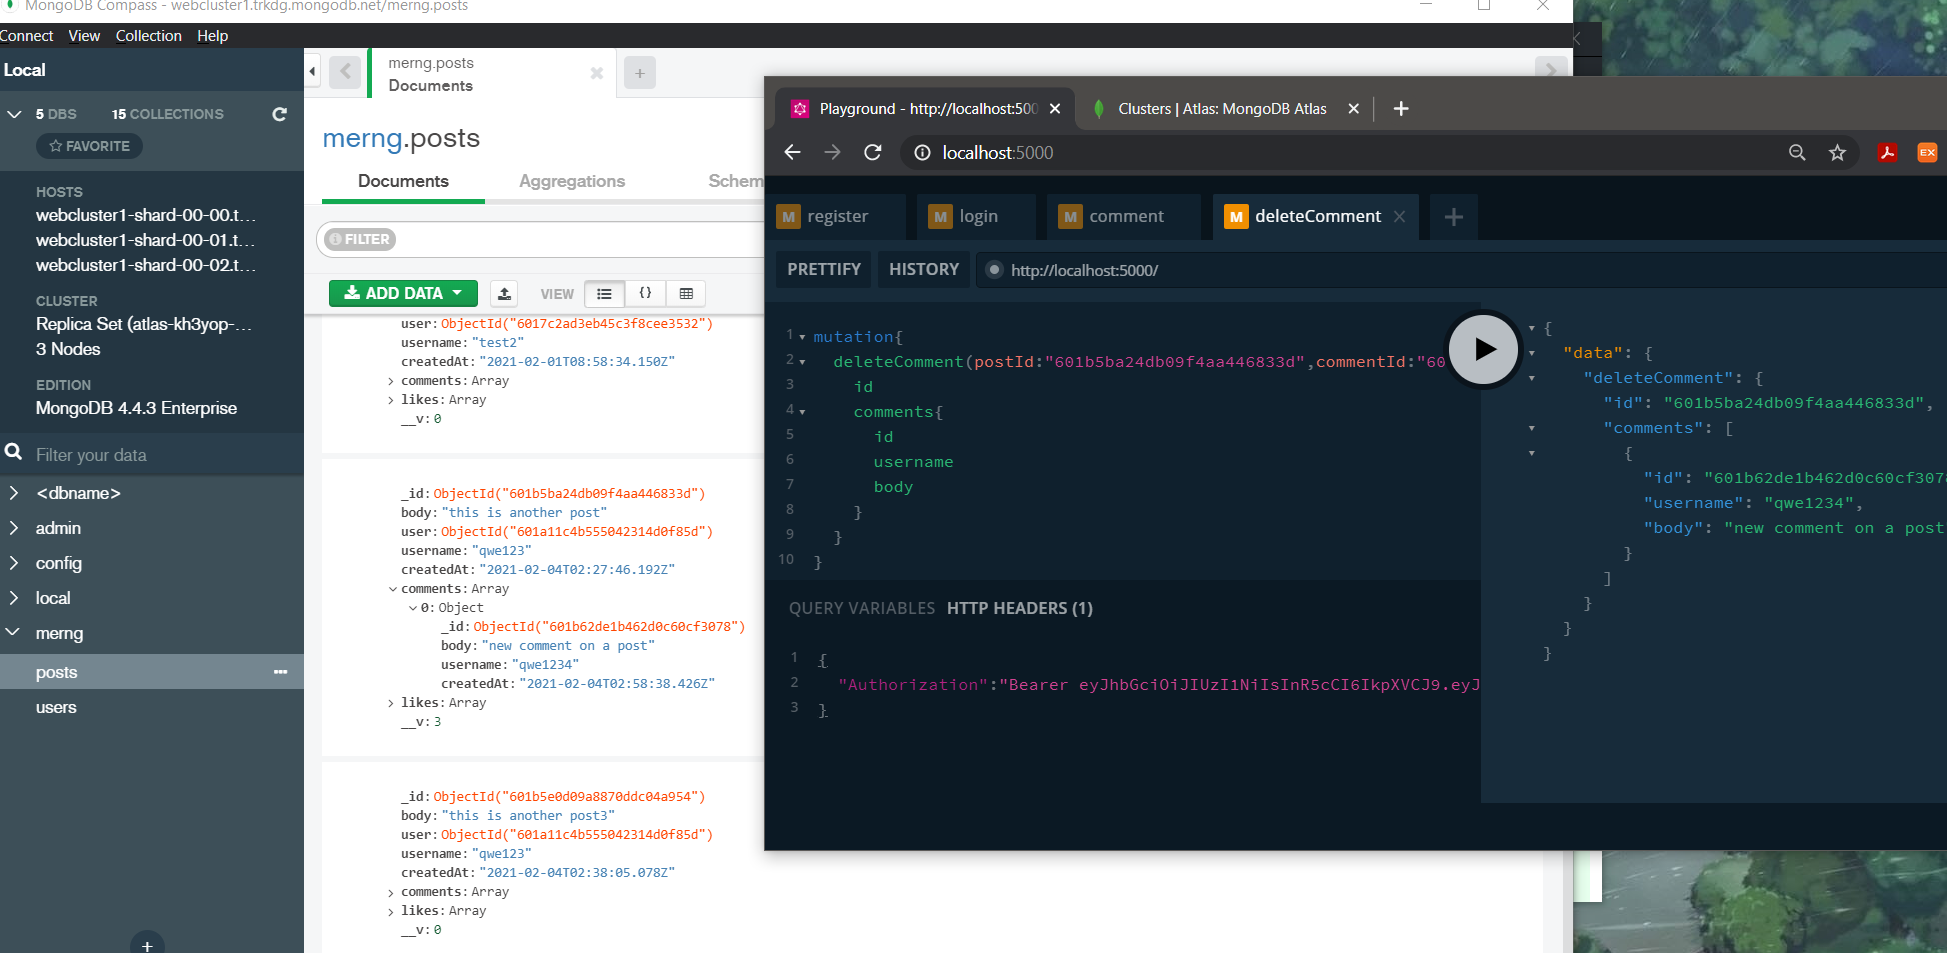 MongoDB Compass - webcluster1.trkdg.mongodb.net/merng.posts
Connect View Collection Help
Local
5 DBS 15 COLLECTIONS
FAVORITE
HOSTS
webcluster1-shard-00-00.t...
webcluster1-shard-00-01.t...
webcluster1-shard-00-02.t...
CLUSTER
Replica Set (atlas-kh3yop-...
3 Nodes
EDITION
MongoDB 4.4.3 Enterprise
Filter your data
<dbname>
admin
config
local
merng
posts
users
merng.posts
Documents
merng.posts
Documents Aggregations Schem
FILTER
ADD DATA VIEW
user: ObjectId("6017c2ad3eb45c3f8cee3532")
username: "test2"
createdAt: "2021-02-01T08:58:34.150Z"
comments: Array
likes: Array
__v: 0
_id: ObjectId("601b5ba24db09f4aa446833d")
body: "this is another post"
user: ObjectId("601a11c4b555042314d0f85d")
username: "qwe123"
createdAt: "2021-02-04T02:27:46.192Z"
comments: Array
0: Object
_id: ObjectId("601b62de1b462d0c60cf3078")
body: "new comment on a post"
username: "qwe1234"
createdAt: "2021-02-04T02:58:38.426Z"
likes: Array
__v: 3
_id: ObjectId("601b5e0d09a8870ddc04a954")
body: "this is another post3"
user: ObjectId("601a11c4b555042314d0f85d")
username: "qwe123"
createdAt: "2021-02-04T02:38:05.078Z"
comments: Array
likes: Array
__v: 0
Playground - http://localhost:500
Clusters | Atlas: MongoDB Atlas
localhost:5000
EX
M register M login M comment M deleteComment
PRETTIFY HISTORY http://localhost:5000/
1 mutation{
2 deleteComment(postId:"601b5ba24db09f4aa446833d",commentId:"60
3 id
4 comments{
5 id
6 username
7 body
8 }
9 }
10 }
QUERY VARIABLES HTTP HEADERS (1)
1 {
2 "Authorization":"Bearer eyJhbGciOiJIUzI1NiIsInR5cCI6IkpXVCJ9.eyJ
3 }
{
"data": {
"deleteComment": {
"id": "601b5ba24db09f4aa446833d",
"comments": [
{
"id": "601b62de1b462d0c60cf307
"username": "qwe1234",
"body": "new comment on a post
}
]
}
}
}